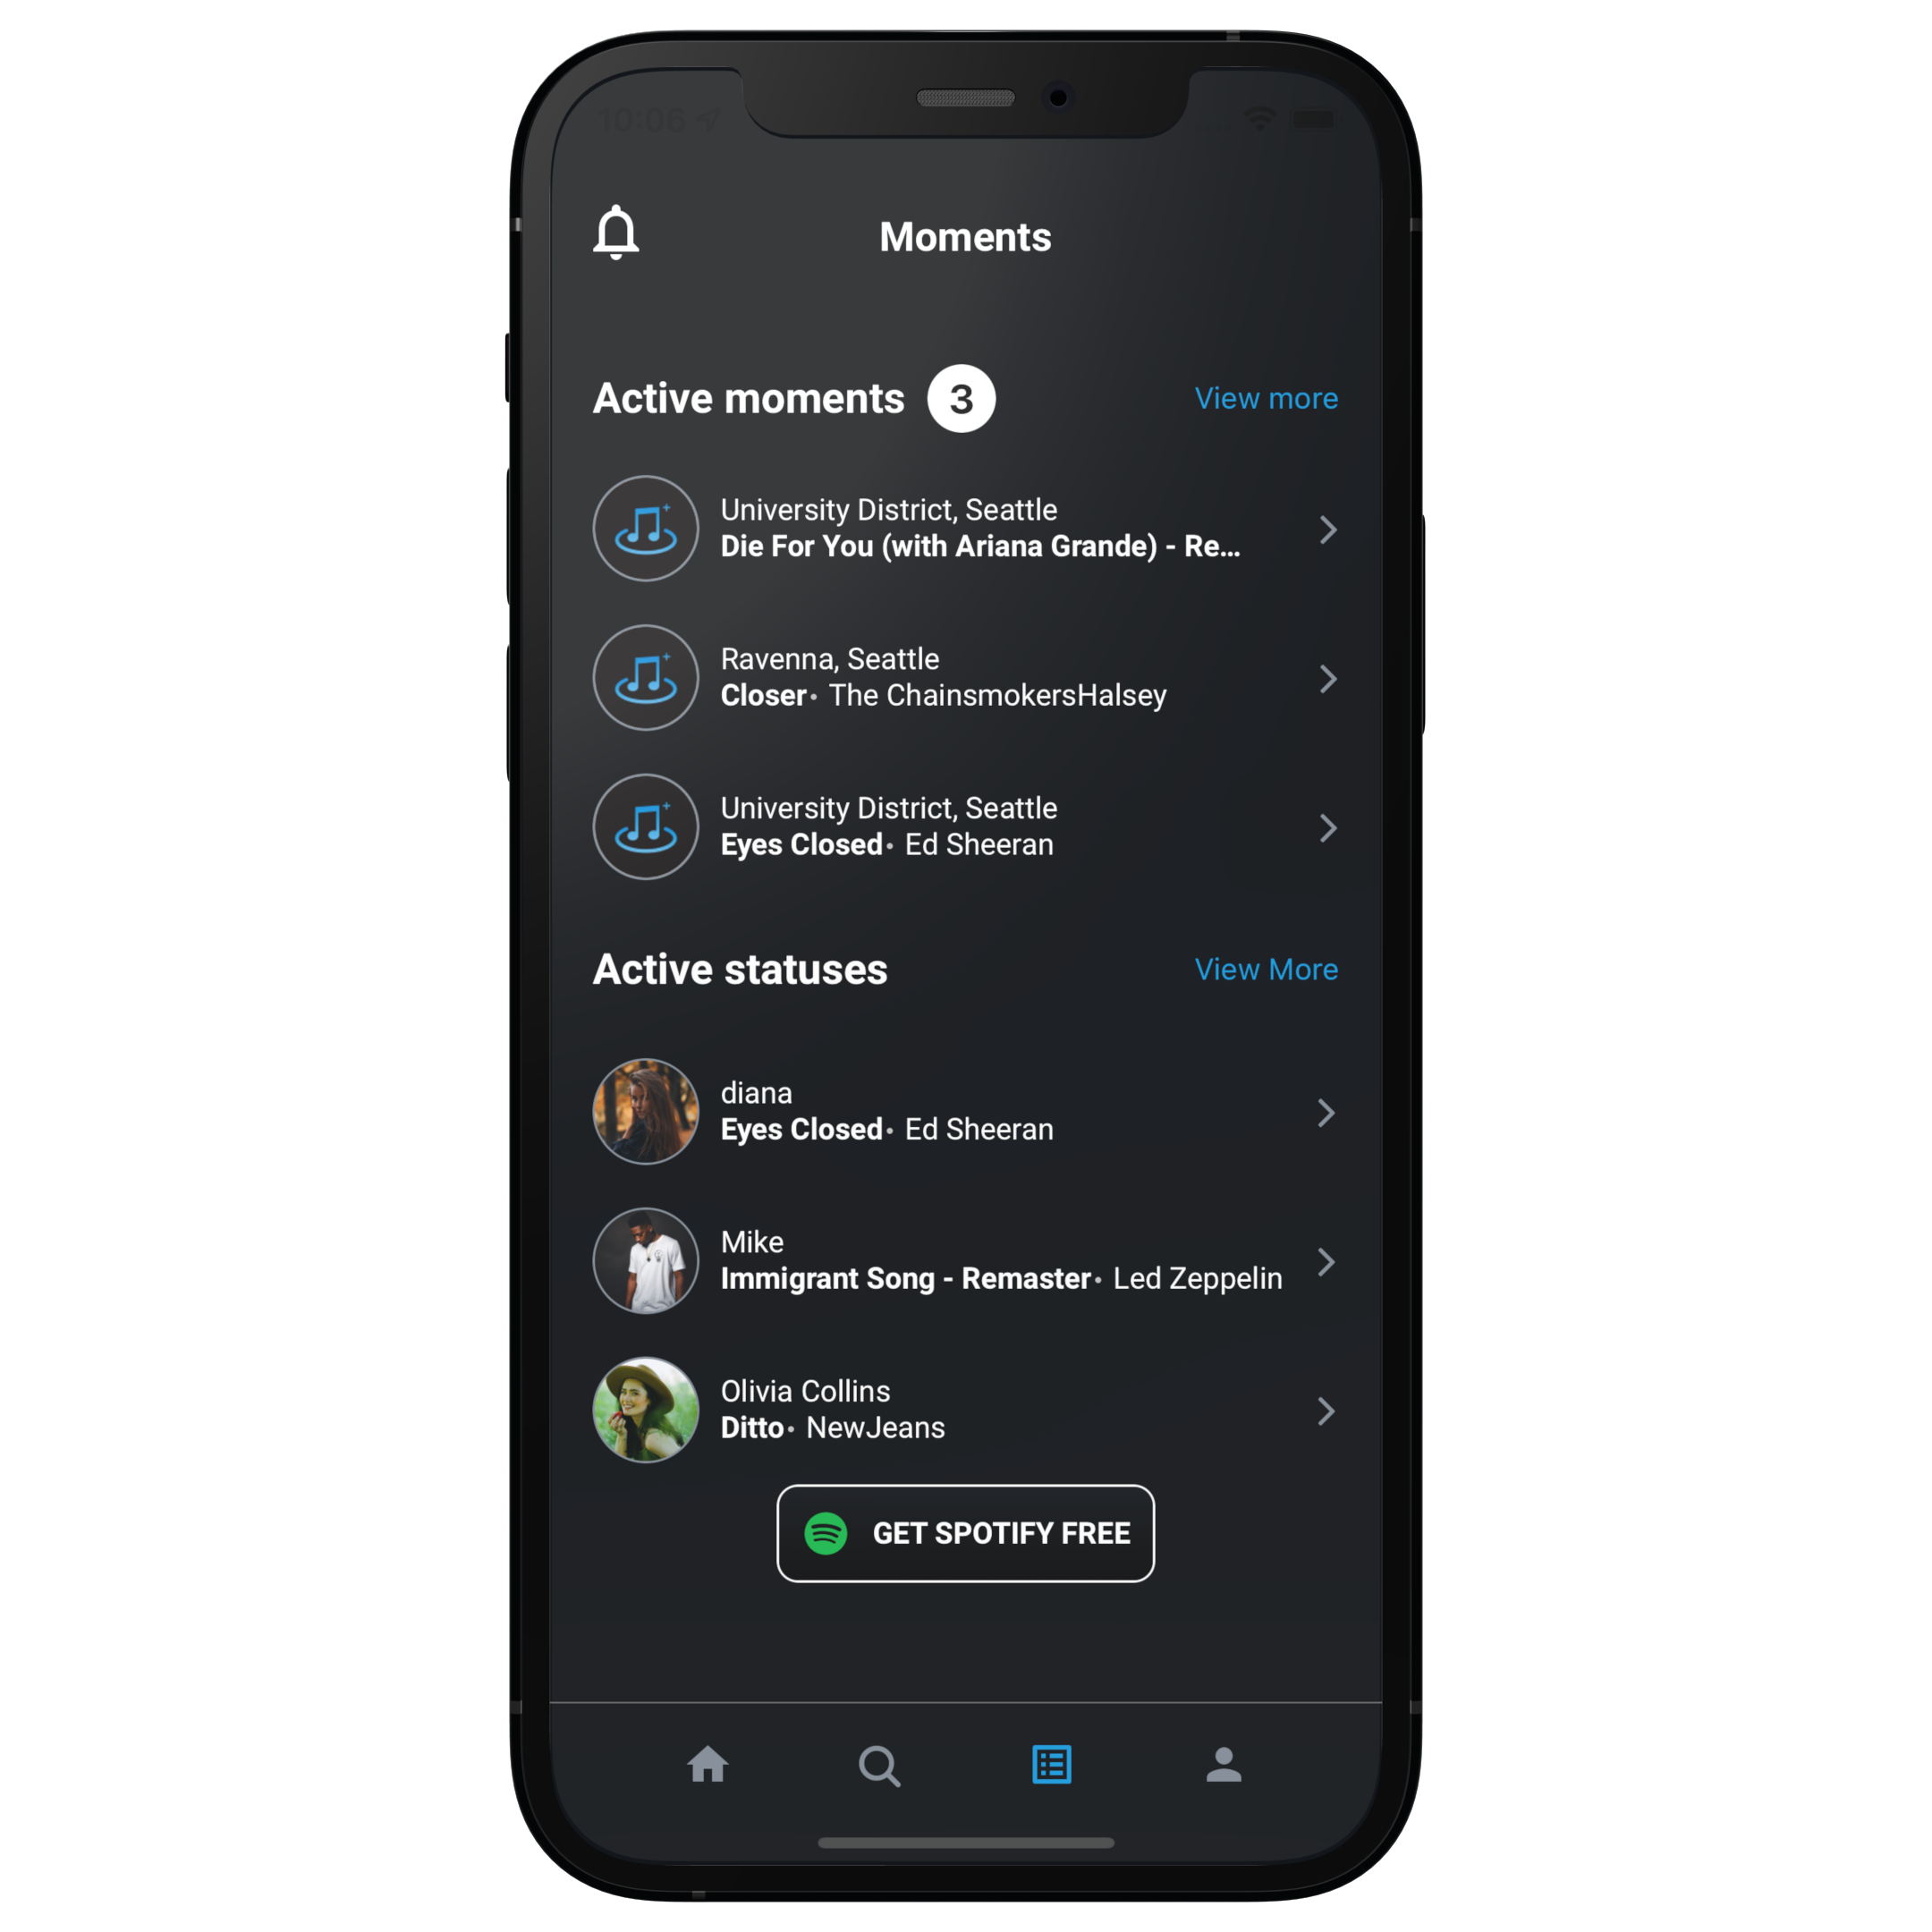 10:06
Moments
Active moments 3 View more
University District, Seattle
Die For You (with Ariana Grande) - Re...
Ravenna, Seattle
Closer• The ChainsmokersHalsey
University District, Seattle
Eyes Closed• Ed Sheeran
Active statuses View More
diana
Eyes Closed• Ed Sheeran
Mike
Immigrant Song - Remaster• Led Zeppelin
Olivia Collins
Ditto• NewJeans
GET SPOTIFY FREE